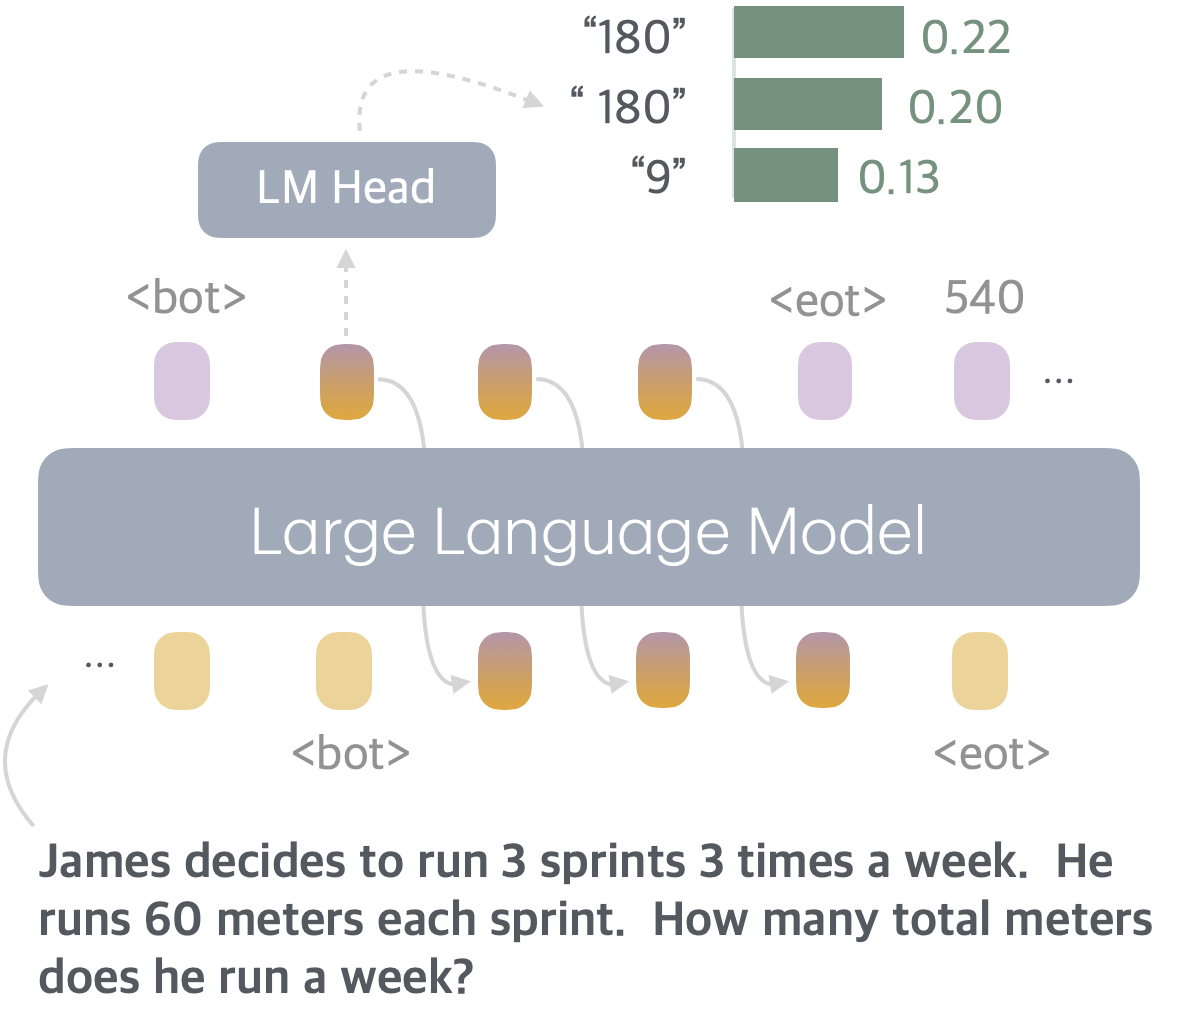 “180” 0.22
“ 180” 0.20
“9” 0.13
LM Head
<bot> <eot> 540
...
Large Language Model
...
<bot> <eot>
James decides to run 3 sprints 3 times a week.  He
runs 60 meters each sprint.  How many total meters
does he run a week?